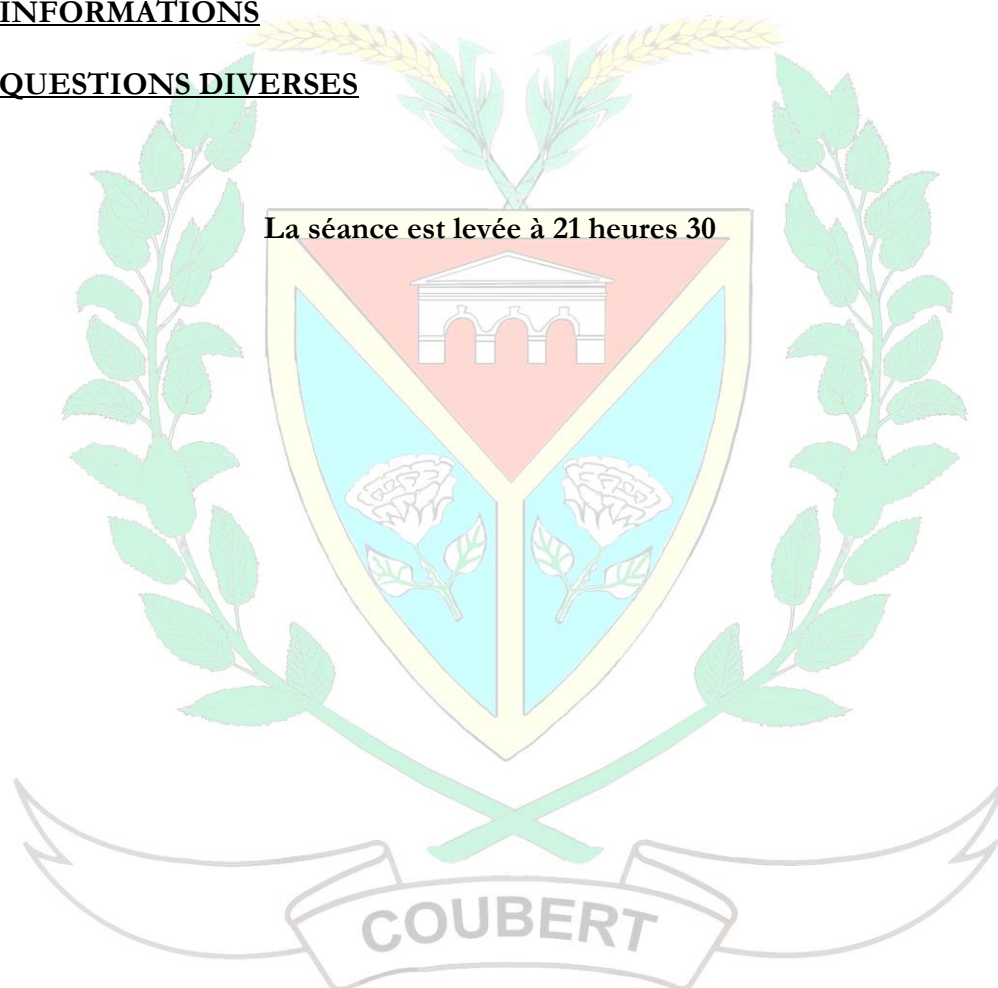 INFORMATIONS
QUESTIONS DIVERSES
La séance est levée à 21 heures 30
COUBERT